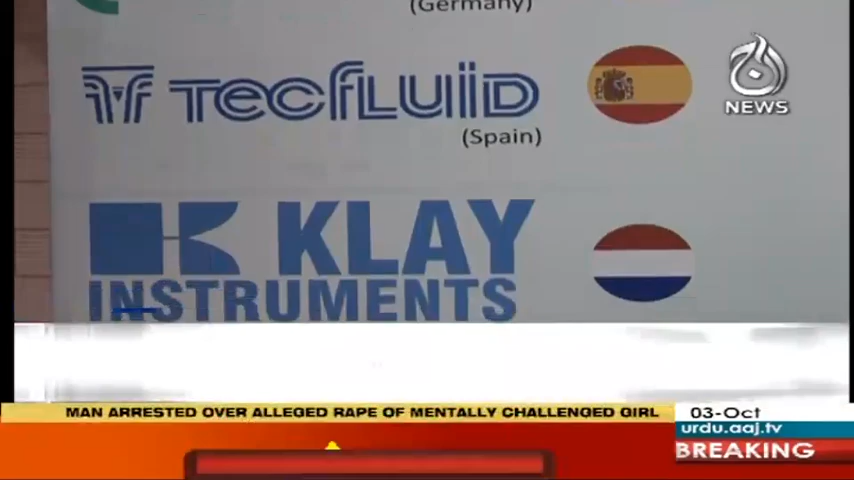 (Germany)
TECFLUID
(Spain)
NEWS
KLAY
INSTRUMENTS
MAN ARRESTED OVER ALLEGED RAPE OF MENTALLY CHALLENGED GIRL
03-Oct
urdu.aaj.tv
BREAKING